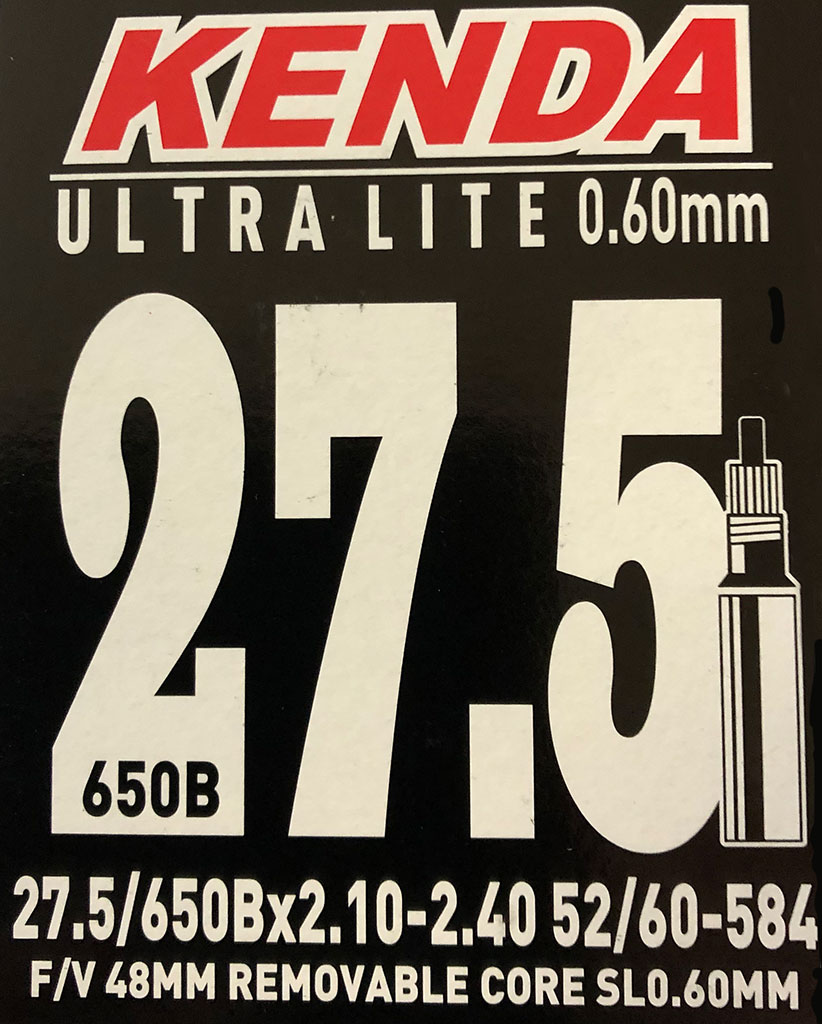 KENDA
ULTRA LITE 0.60mm
27.5
650B
27.5/650Bx2.10-2.40 52/60-584
F/V 48MM REMOVABLE CORE SL0.60MM